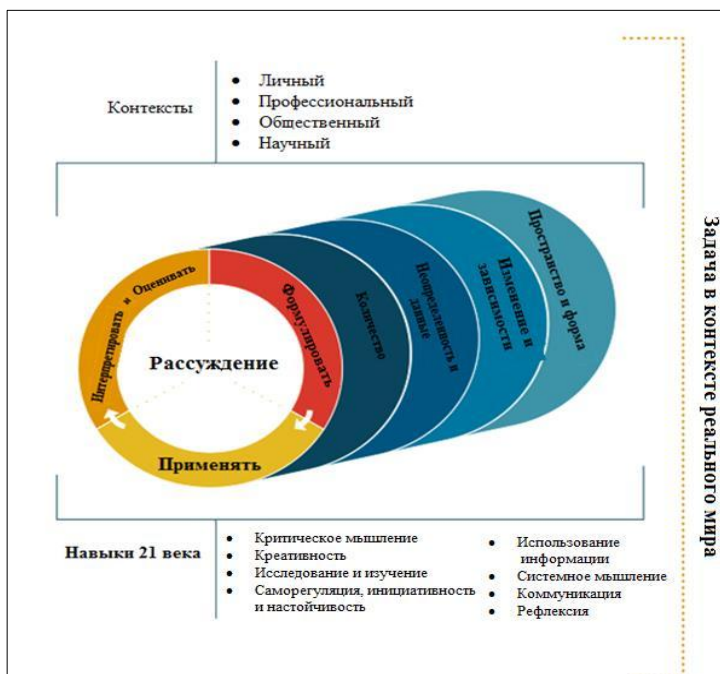 Контексты
• Личный
• Профессиональный
• Общественный
• Научный
Интерпретировать и Оценивать
Формулировать
Применять
Рассуждение
Количество
Неопределенность и
данные
Изменение и
зависимости
Пространство и форма
Задача в контексте реального мира
Навыки 21 века
• Критическое мышление
• Креативность
• Исследование и изучение
• Саморегуляция, инициативность
и настойчивость
• Использование
информации
• Системное мышление
• Коммуникация
• Рефлексия